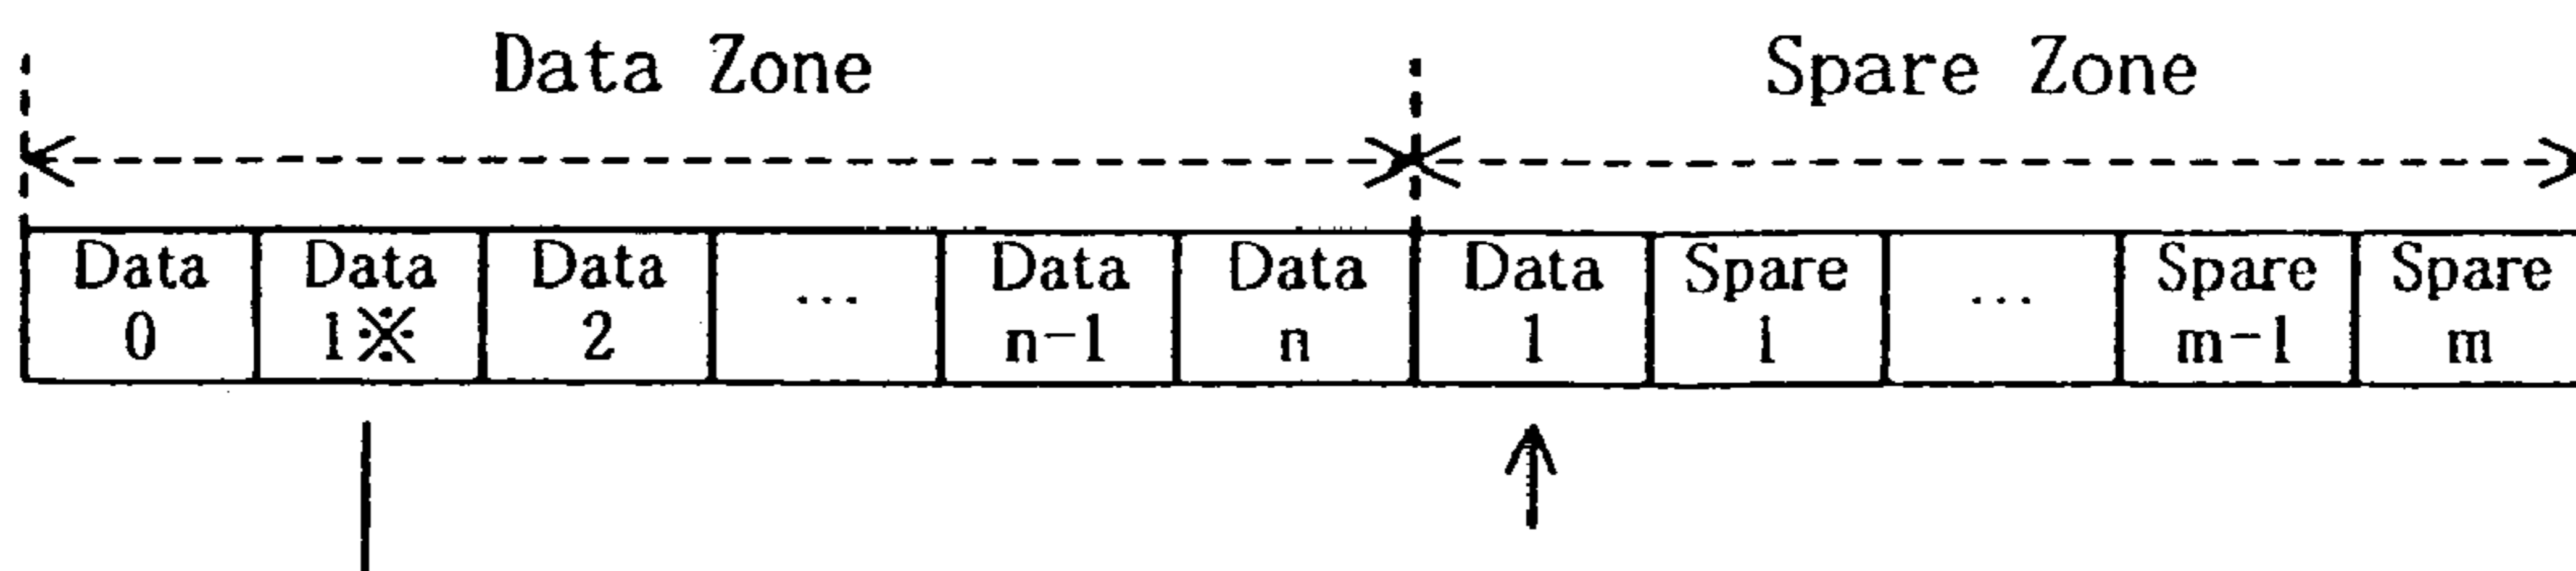 Data Zone Spare Zone
Data Data Data ... Data Data Data Spare ... Spare Spare
0 1※ 2 n-1 n 1 1 m-1 m